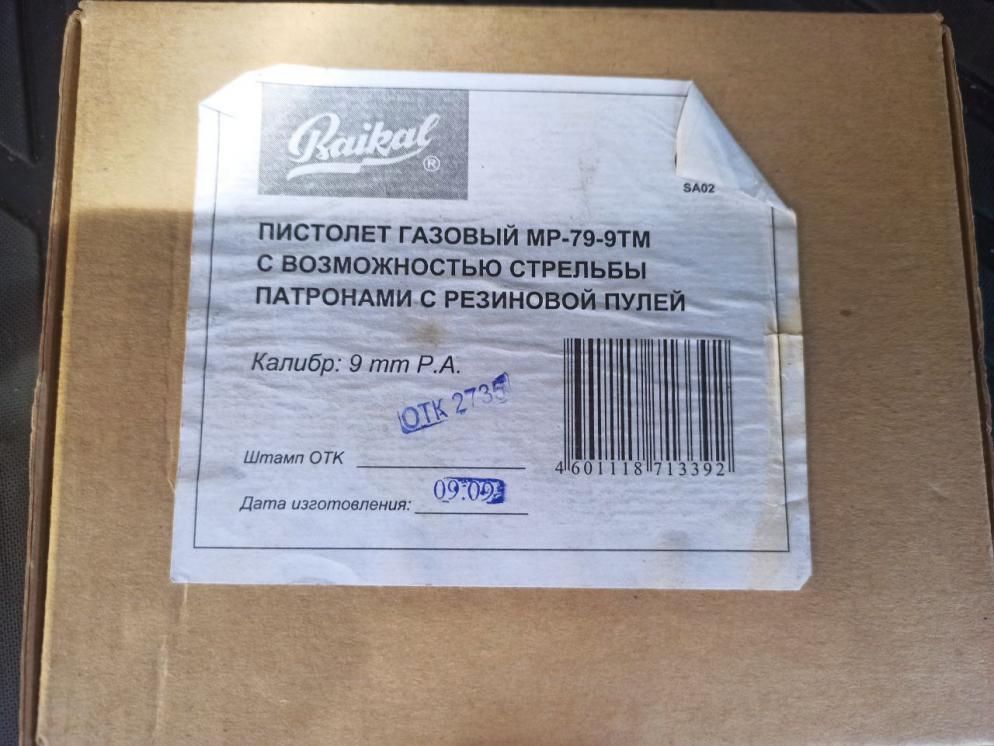 Baikal
®
SA02
ПИСТОЛЕТ ГАЗОВЫЙ МР-79-9ТМ
С ВОЗМОЖНОСТЬЮ СТРЕЛЬБЫ
ПАТРОНАМИ С РЕЗИНОВОЙ ПУЛЕЙ
Калибр: 9 mm P.A.
ОТК 2735
4 601118 713392
Штамп ОТК
Дата изготовления: 09.09